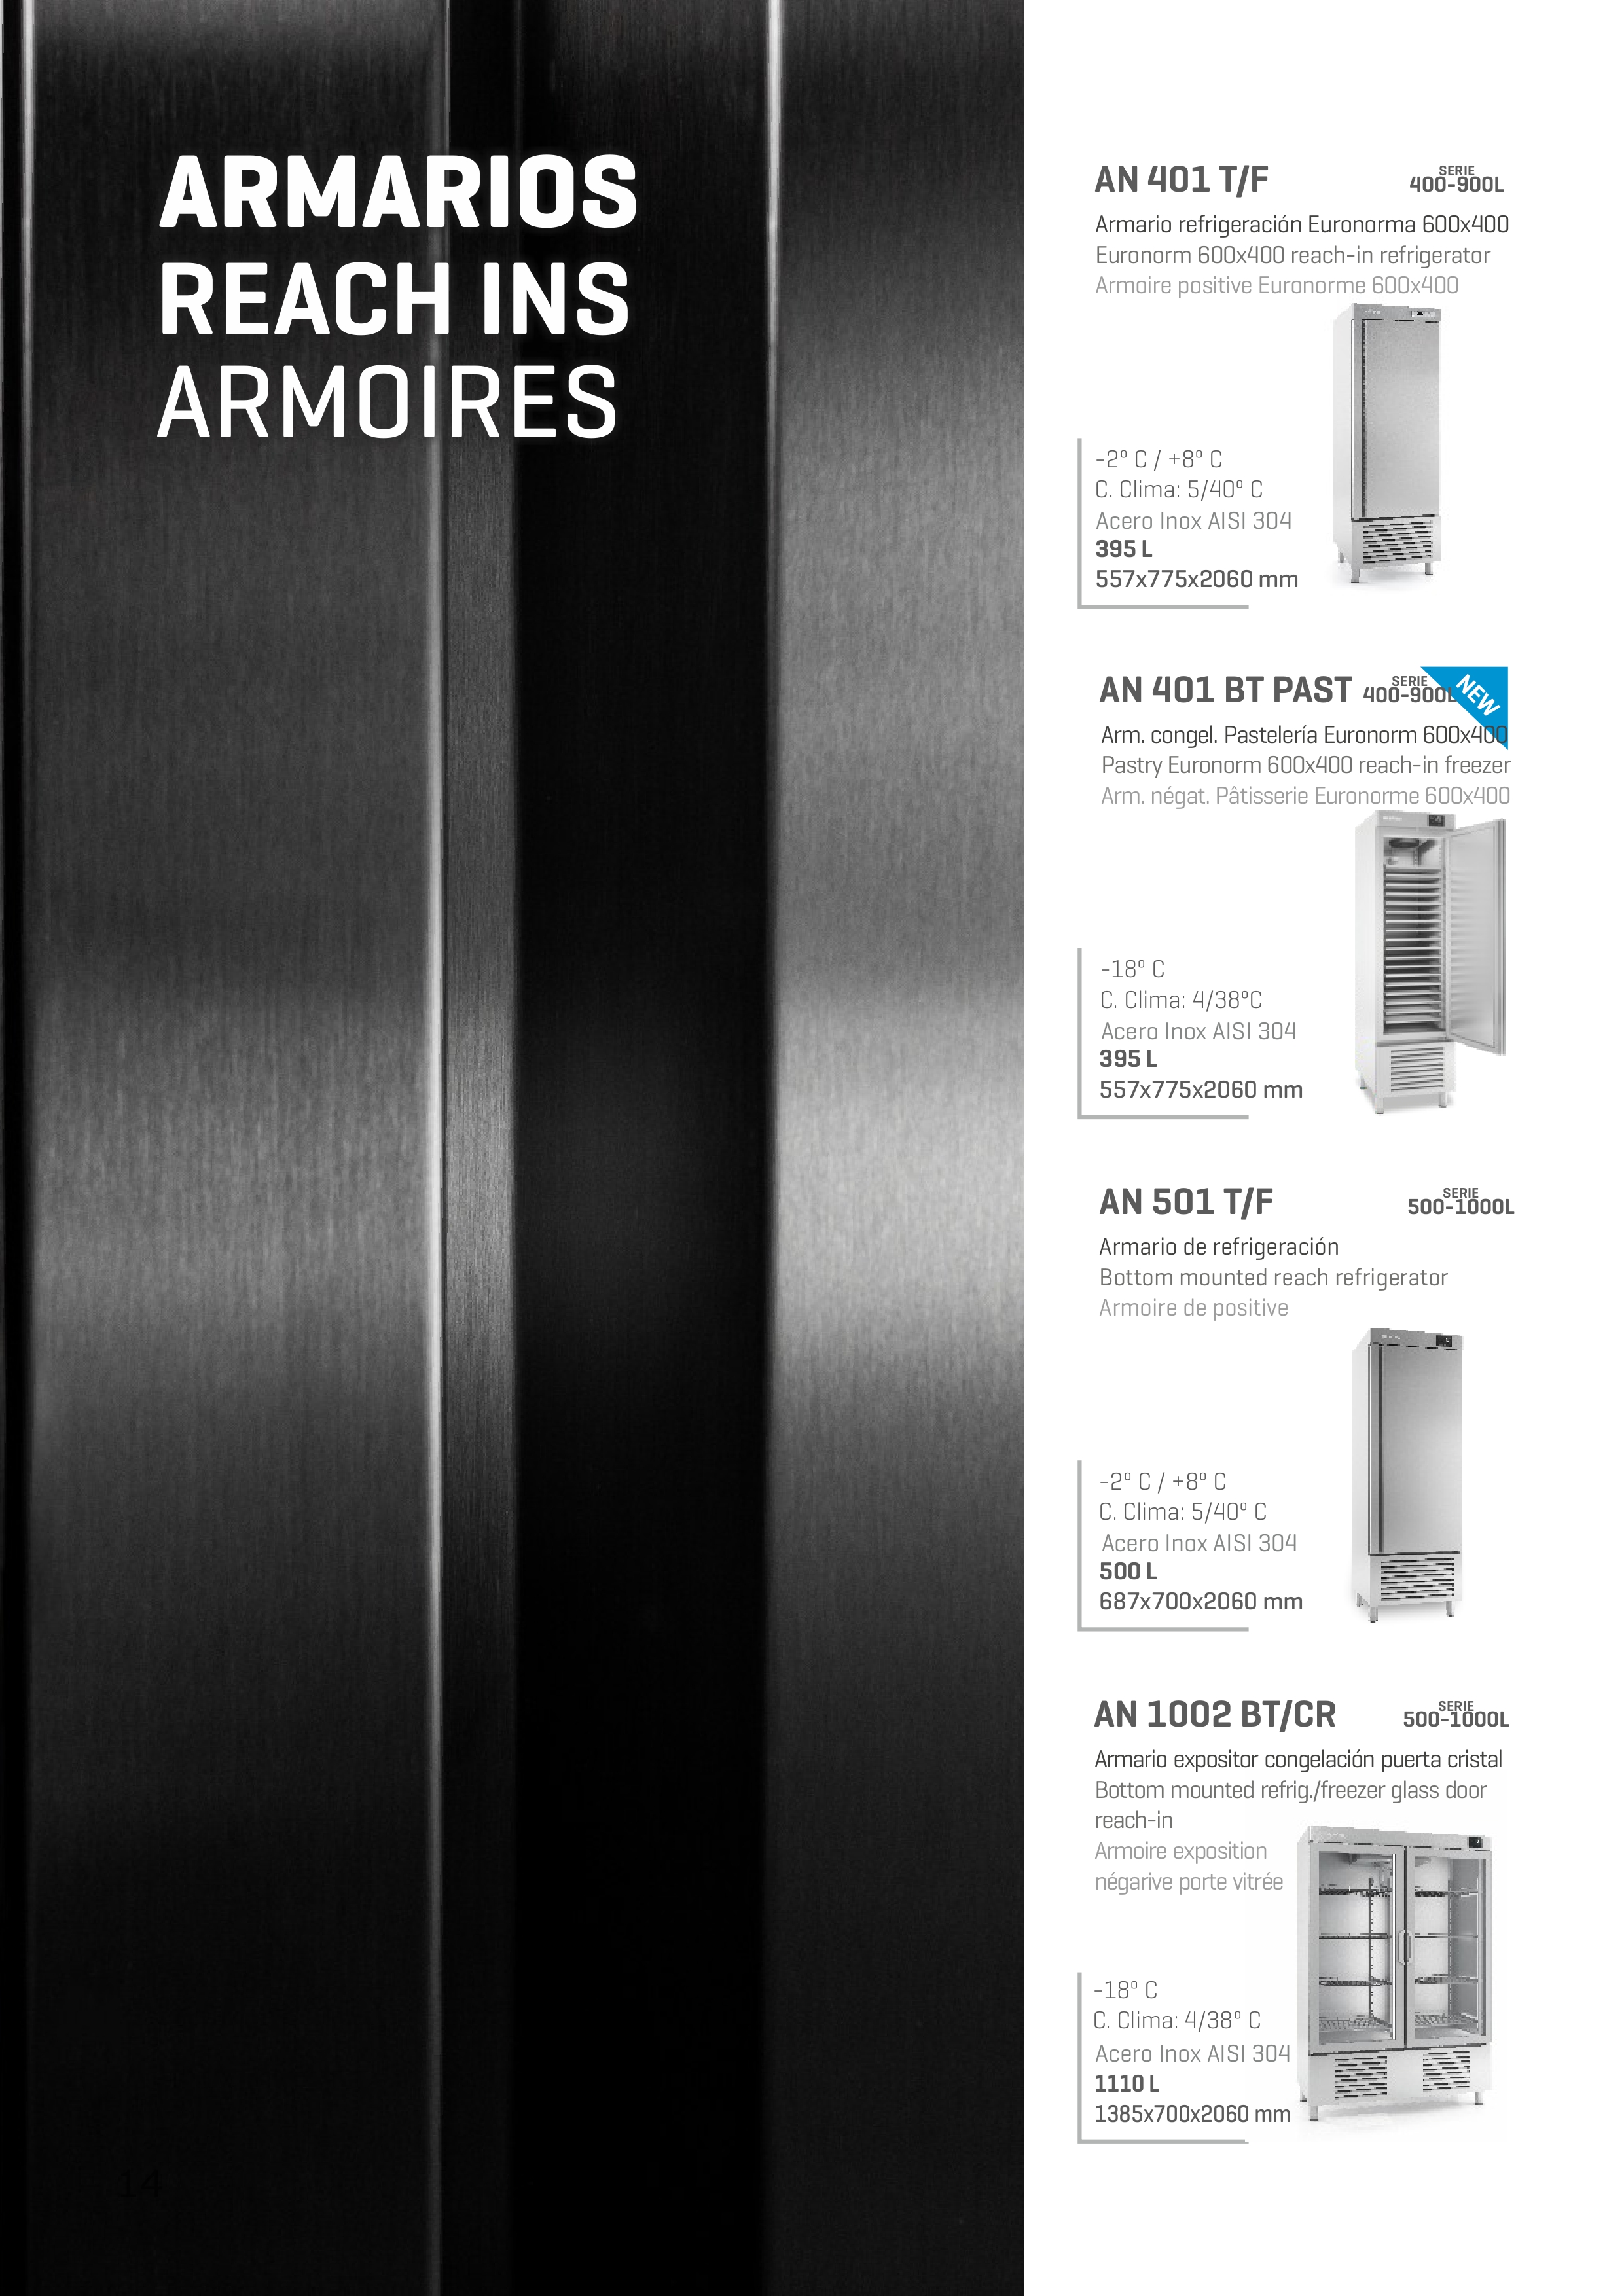 ARMARIOS
REACH INS
ARMOIRES
AN 401 T/F
SERIE
400-900L
Armario refrigeración Euronorma 600x400
Euronorm 600x400 reach-in refrigerator
Armoire positive Euronorme 600x400
-2º C / +8º C
C. Clima: 5/40º C
Acero Inox AISI 304
395 L
557x775x2060 mm
AN 401 BT PAST
SERIE
400-900L
NEW
Arm. congel. Pastelería Euronorm 600x400
Pastry Euronorm 600x400 reach-in freezer
Arm. négat. Pâtisserie Euronorme 600x400
-18º C
C. Clima: 4/38ºC
Acero Inox AISI 304
395 L
557x775x2060 mm
AN 501 T/F
SERIE
500-1000L
Armario de refrigeración
Bottom mounted reach refrigerator
Armoire de positive
-2º C / +8º C
C. Clima: 5/40º C
Acero Inox AISI 304
500 L
687x700x2060 mm
AN 1002 BT/CR
SERIE
500-1000L
Armario expositor congelación puerta cristal
Bottom mounted refrig./freezer glass door
reach-in
Armoire exposition
négarive porte vitrée
-18º C
C. Clima: 4/38º C
Acero Inox AISI 304
1110 L
1385x700x2060 mm
14